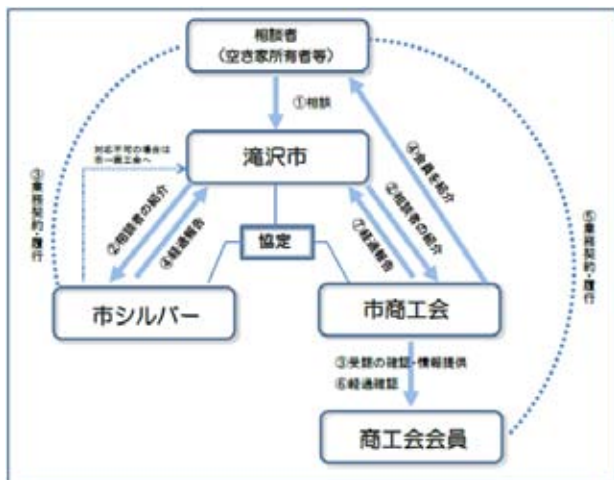 相談者
(空き家所有者等)
①相談
対応不可の場合は
市→商工会へ
滝沢市
③業務契約・履行
②相談者の紹介
④経過報告
協定
⑦経過報告
②相談者の紹介
④会員を紹介
⑤業務契約・履行
市シルバー
市商工会
③受託の確認・情報提供
⑥経過確認
商工会会員